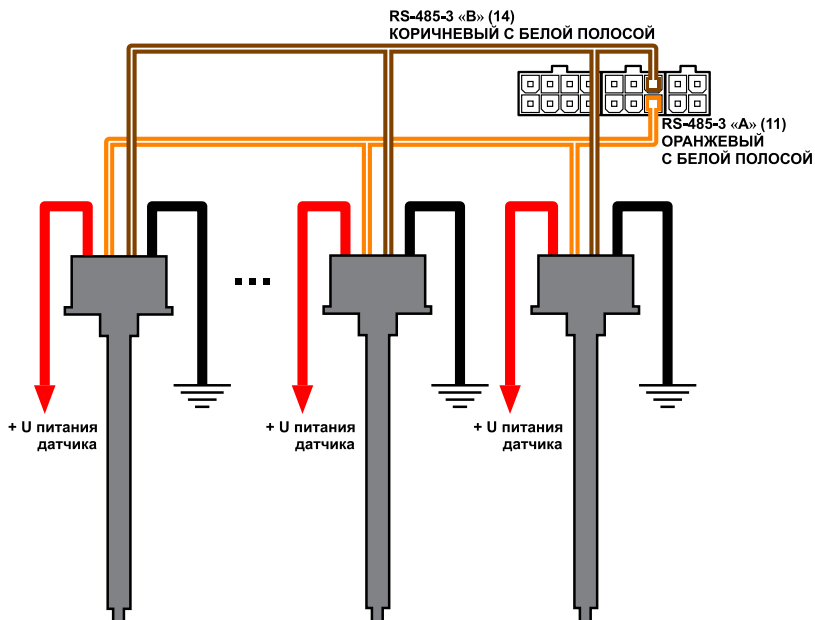 RS-485-3 «B» (14)
КОРИЧНЕВЫЙ С БЕЛОЙ ПОЛОСОЙ
RS-485-3 «А» (11)
ОРАНЖЕВЫЙ
С БЕЛОЙ ПОЛОСОЙ
...
+ U питания
датчика
+ U питания
датчика
+ U питания
датчика